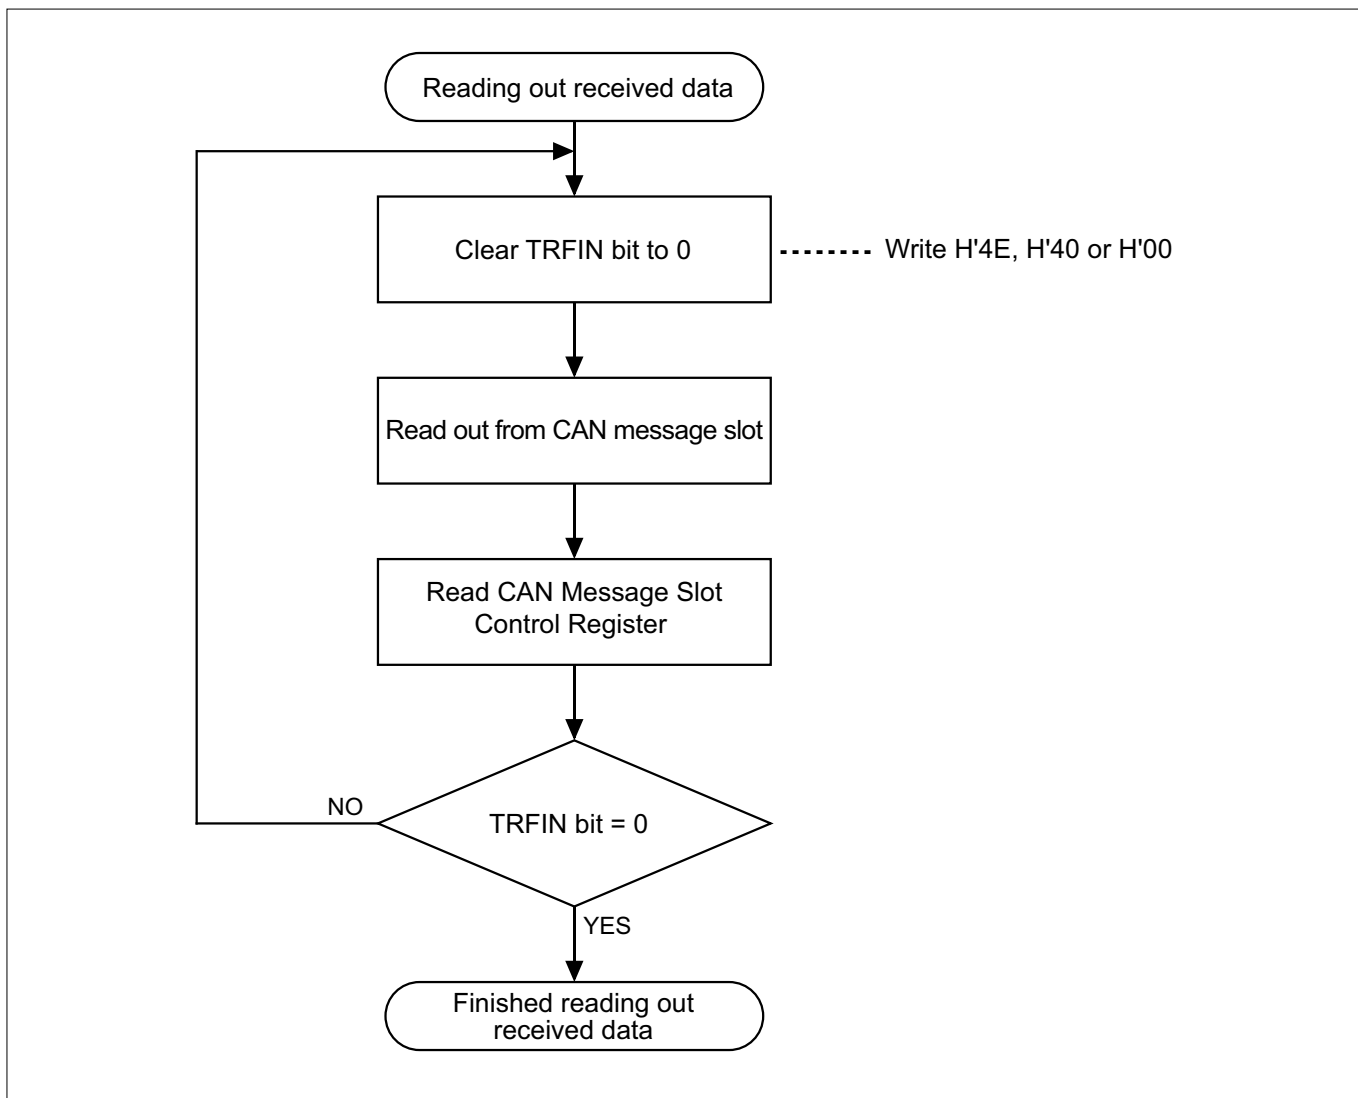 Reading out received data
Clear TRFIN bit to 0
Write H'4E, H'40 or H'00
Read out from CAN message slot
Read CAN Message Slot
Control Register
NO
TRFIN bit = 0
YES
Finished reading out
received data